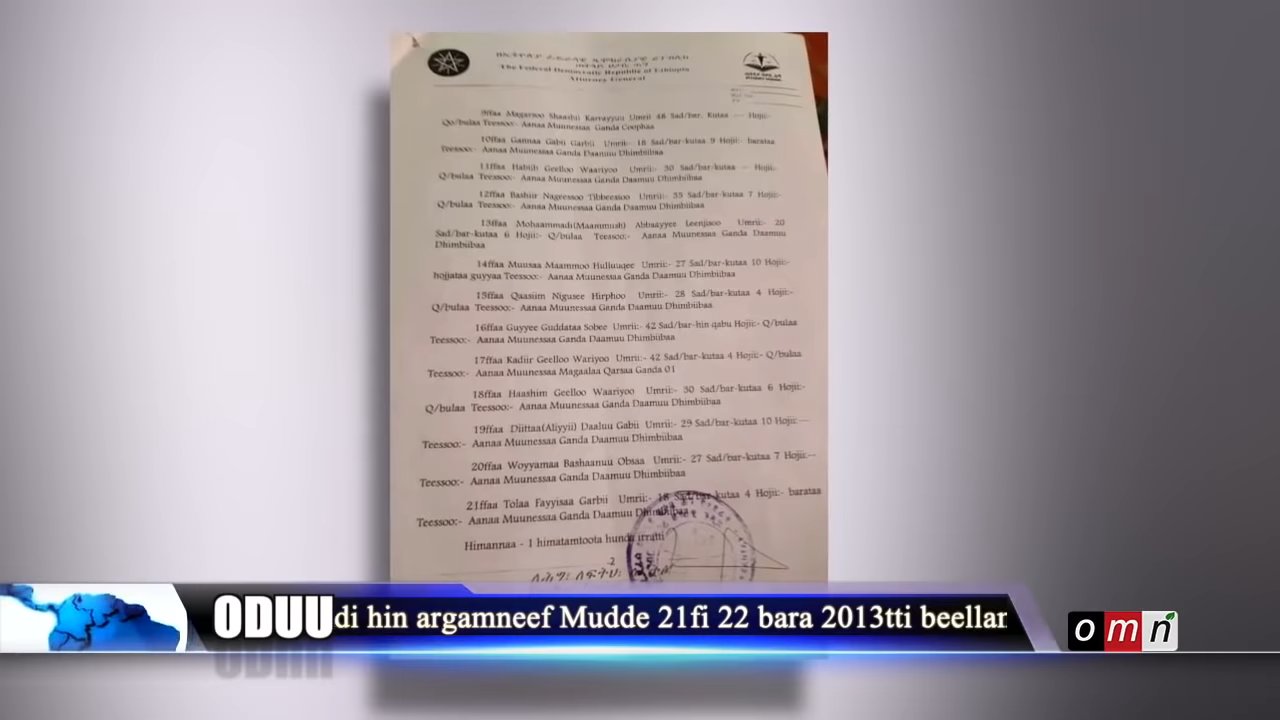 The Federal Democratic Republic of Ethiopia
Attorney General
9ffaa Magarsoo Shaashii Karrayyuu Umrii 48 Sad/bar. Kutaa --- Hojii:-
Qo/bulaa Teessoo:- Aanaa Muunessaa Ganda Coophaa
10ffaa Gannaa Gabii Garbii Umrii:- 18 Sad/bar-kutaa 9 Hojii:- barataa
Teessoo:- Aanaa Muunessaa Ganda Daamuu Dhimbiibaa
11ffaa Habiib Geelloo Waariyoo Umrii:- 30 Sad/bar-kutaa -- Hojii:-
Q/bulaa Teessoo:- Aanaa Muunessaa Ganda Daamuu Dhimbiibaa
12ffaa Bashiir Nageessoo Tibbeessoo Umrii:- 35 Sad/bar-kutaa 7 Hojii:-
Q/bulaa Teessoo:- Aanaa Muunessaa Ganda Daamuu Dhimbiibaa
13ffaa Mohaammadi(Maammush) Abbaayyee Leenjisoo Umrii:- 20
Sad/bar-kutaa 6 Hojii:- Q/bulaa Teessoo:- Aanaa Muunessaa Ganda Daamuu
Dhimbiibaa
14ffaa Muusaa Maammoo Hulluuqee Umrii:- 27 Sad/bar-kutaa 10 Hojii:-
hojjataa guyyaa Teessoo:- Aanaa Muunessaa Ganda Daamuu Dhimbiibaa
15ffaa Qaasiim Nigusee Hirphoo Umrii:- 28 Sad/bar-kutaa 4 Hojii:-
Q/bulaa Teessoo:- Aanaa Muunessaa Ganda Daamuu Dhimbiibaa
16ffaa Guyyee Guddataa Sobee Umrii:- 42 Sad/bar-hin qabu Hojii:- Q/bulaa
Teessoo:- Aanaa Muunessaa Ganda Daamuu Dhimbiibaa
17ffaa Kadiir Geelloo Wariyoo Umrii:- 42 Sad/bar-kutaa 4 Hojii:- Q/bulaa
Teessoo:- Aanaa Muunessaa Magaalaa Qarsaa Ganda 01
18ffaa Haashim Geelloo Waariyoo Umrii:- 30 Sad/bar-kutaa 6 Hojii:-
Q/bulaa Teessoo:- Aanaa Muunessaa Ganda Daamuu Dhimbiibaa
19ffaa Diittaa(Aliyyii) Daaluu Gabii Umrii:- 29 Sad/bar-kutaa 10 Hojii:---
Teessoo:- Aanaa Muunessaa Ganda Daamuu Dhimbiibaa
20ffaa Woyyamaa Bashaanuu Obsaa Umrii:- 27 Sad/bar-kutaa 7 Hojii:--
Teessoo:- Aanaa Muunessaa Ganda Daamuu Dhimbiibaa
21ffaa Tolaa Fayyisaa Garbii Umrii:- 18 Sad/bar-kutaa 4 Hojii:- barataa
Teessoo:- Aanaa Muunessaa Ganda Daamuu Dhimbiibaa
Himannaa - 1 himatamtoota hunda irratti
ODUU
di hin argamneef Mudde 21fi 22 bara 2013tti beellar
omn